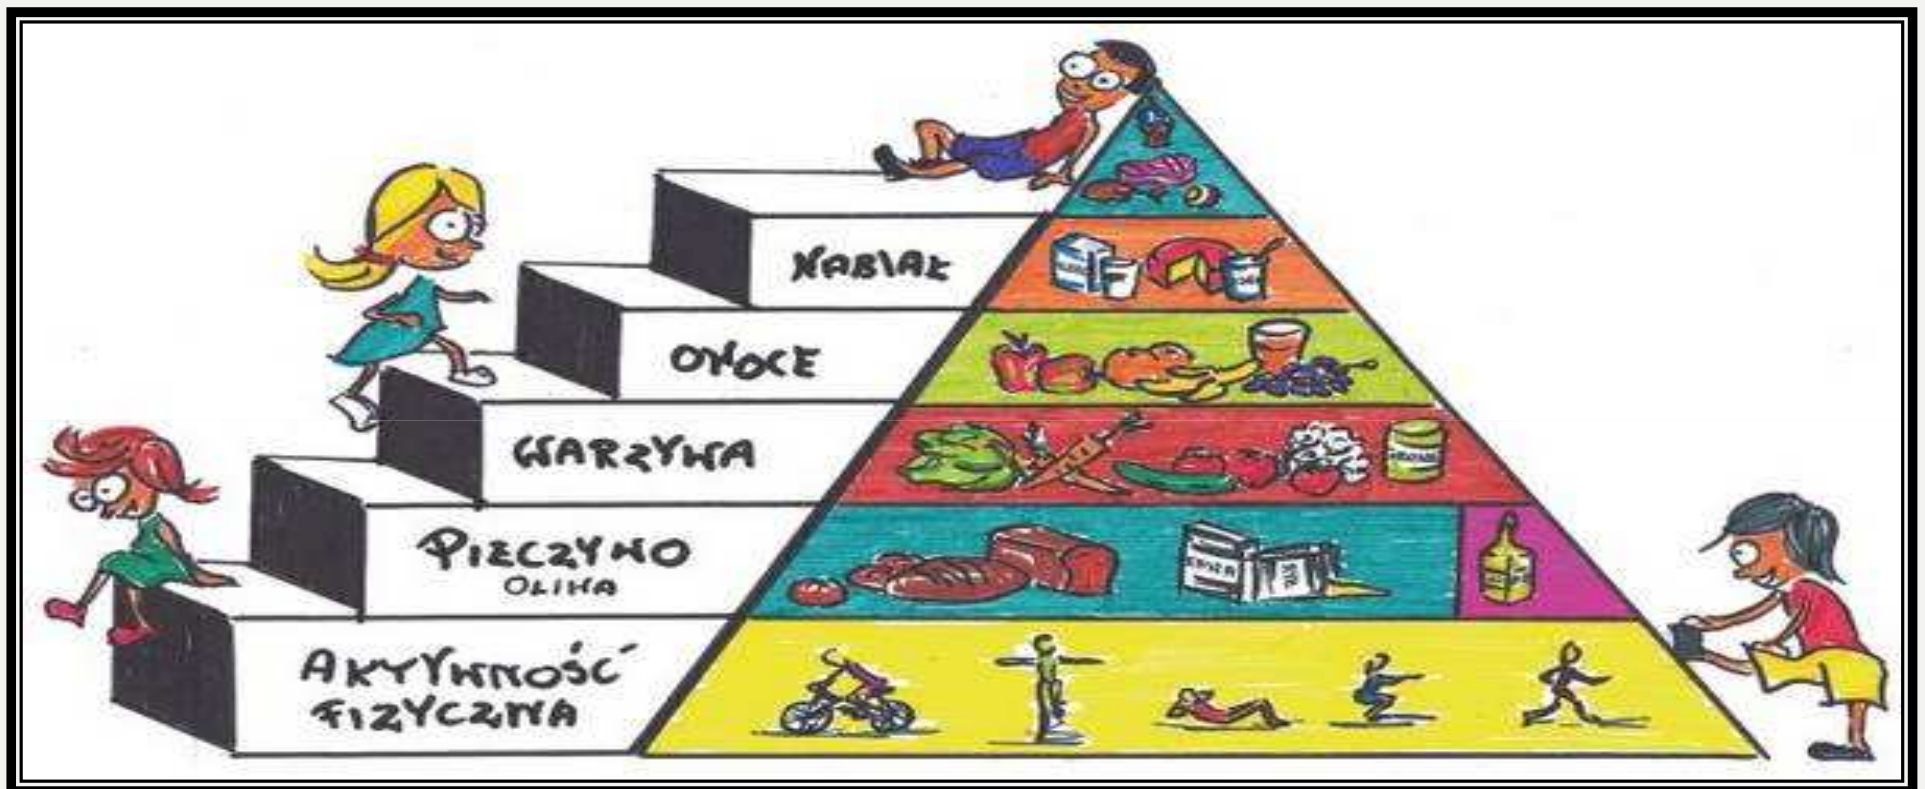 NABIAŁ
OWOCE
WARZYWA
PIECZYWO
OLIWA
AKTYWNOŚĆ
FIZYCZNA